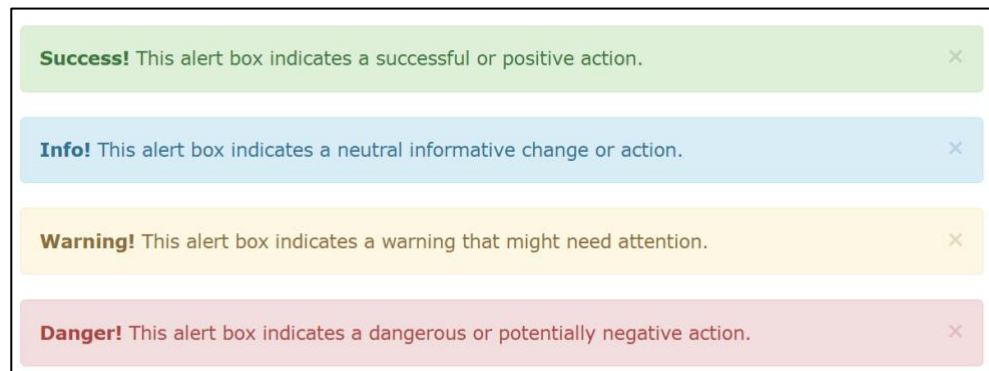 Success! This alert box indicates a successful or positive action. ×
Info! This alert box indicates a neutral informative change or action. ×
Warning! This alert box indicates a warning that might need attention. ×
Danger! This alert box indicates a dangerous or potentially negative action. ×